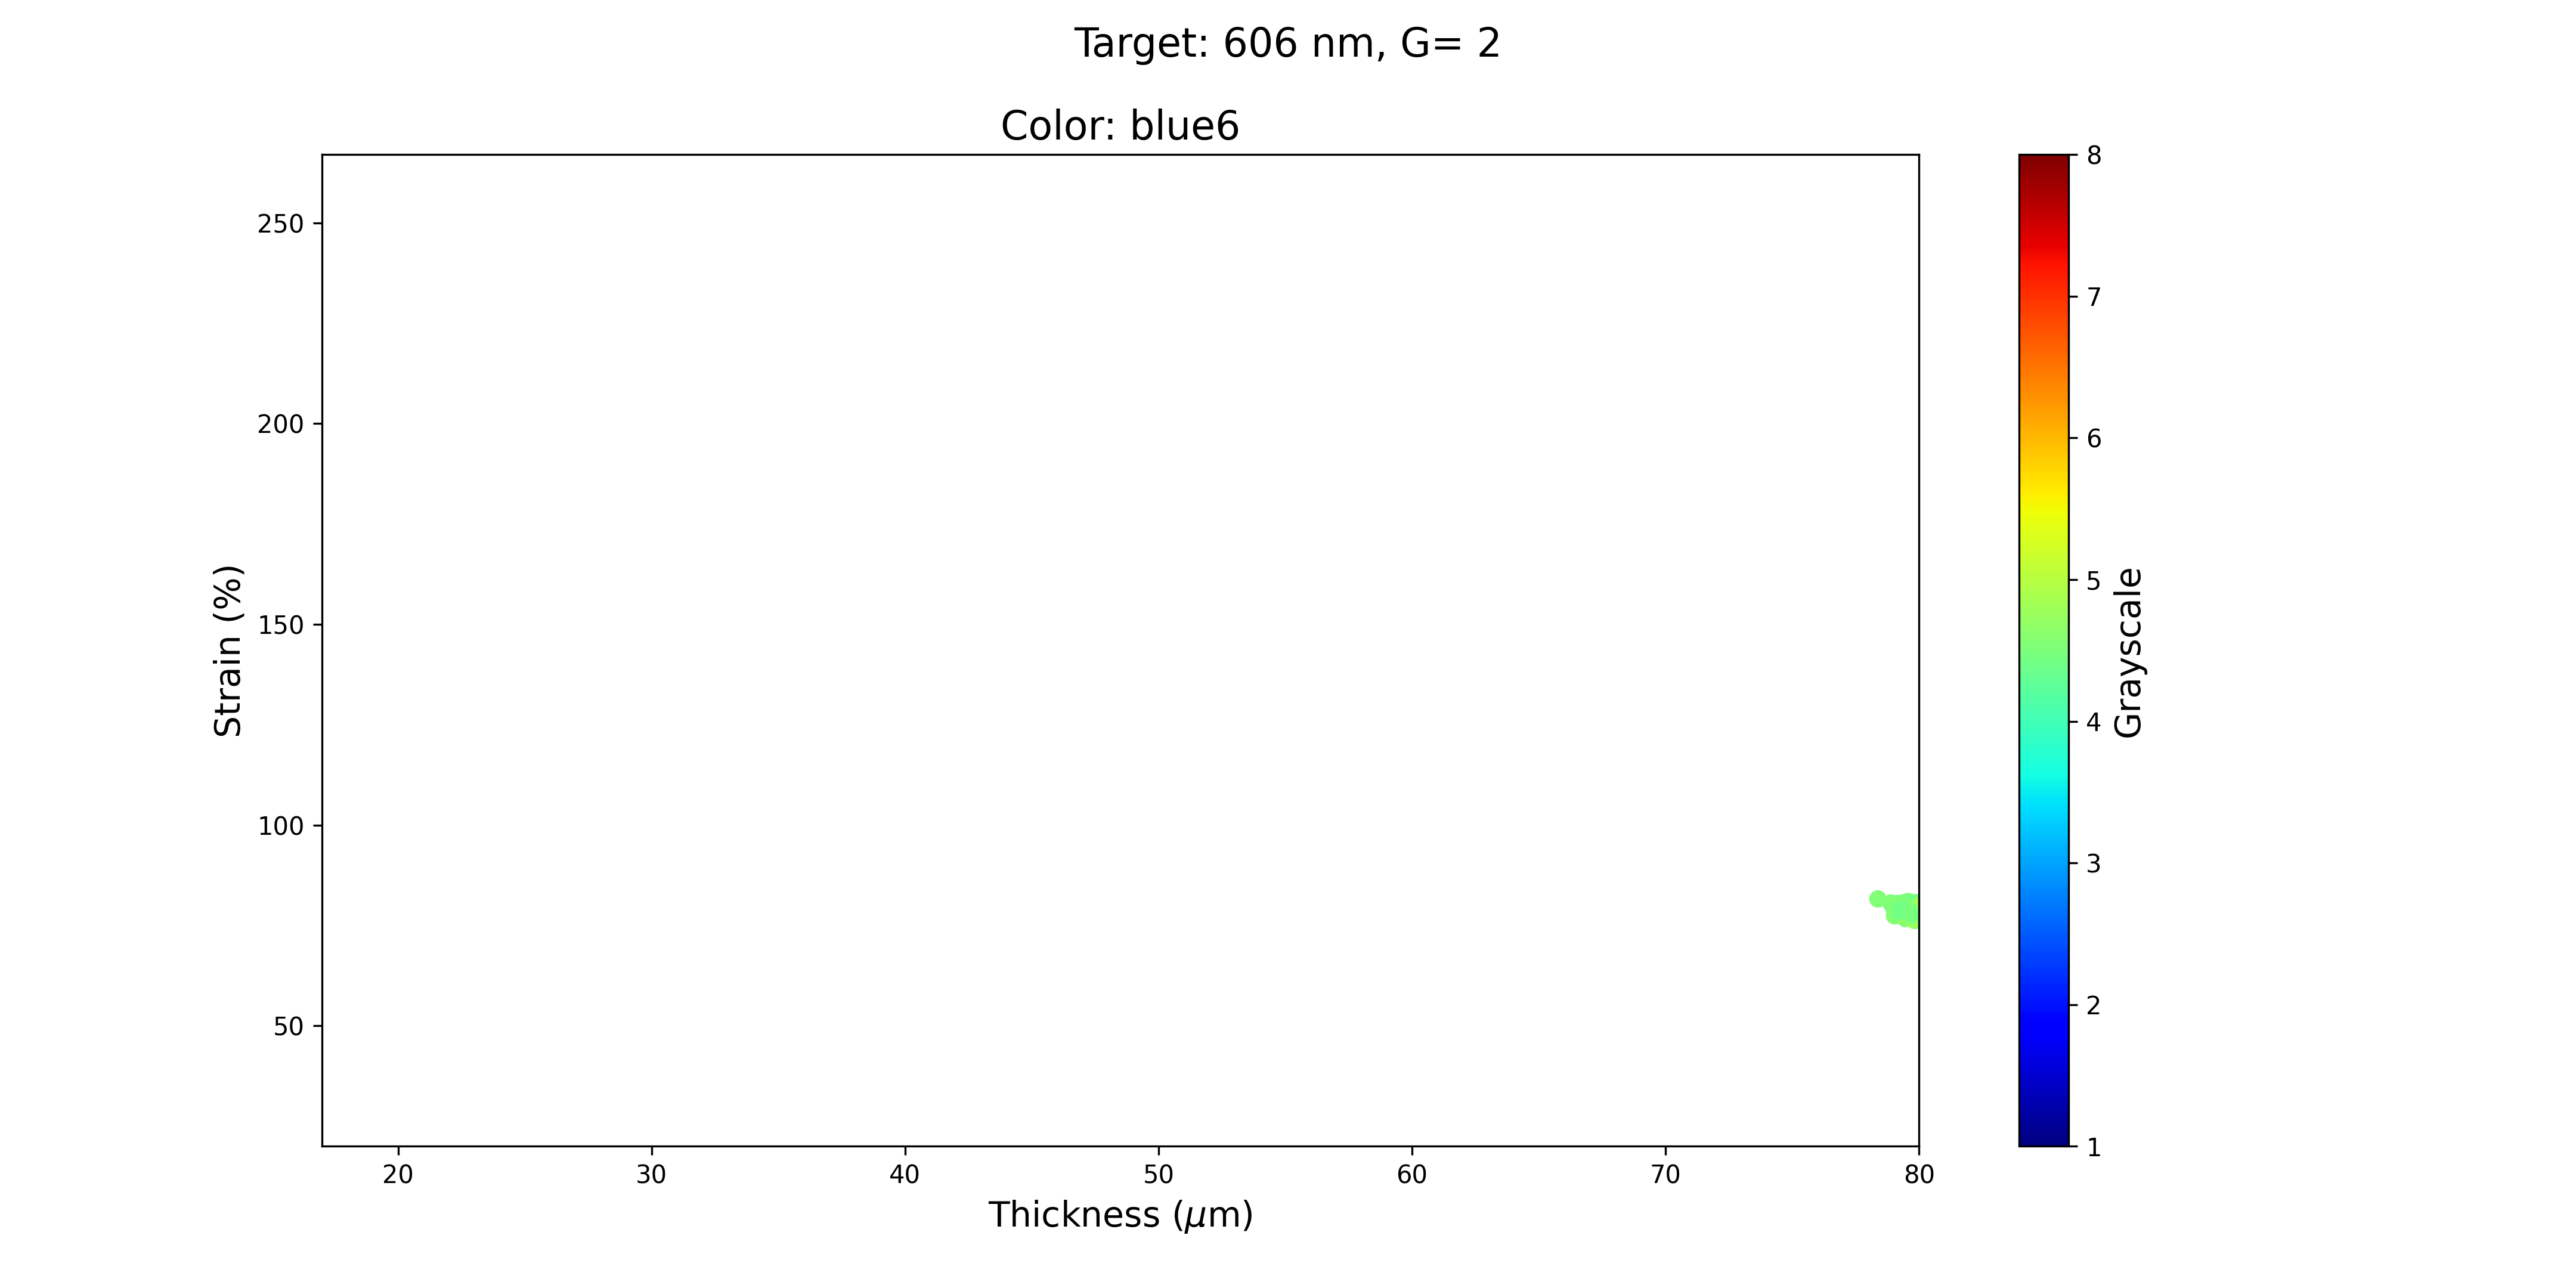 Target: 606 nm, G= 2
Color: blue6
250
200
150
100
50
Strain (%)
20 30 40 50 60 70 80
Thickness (μm)
8
7
6
5
4
3
2
1
Grayscale